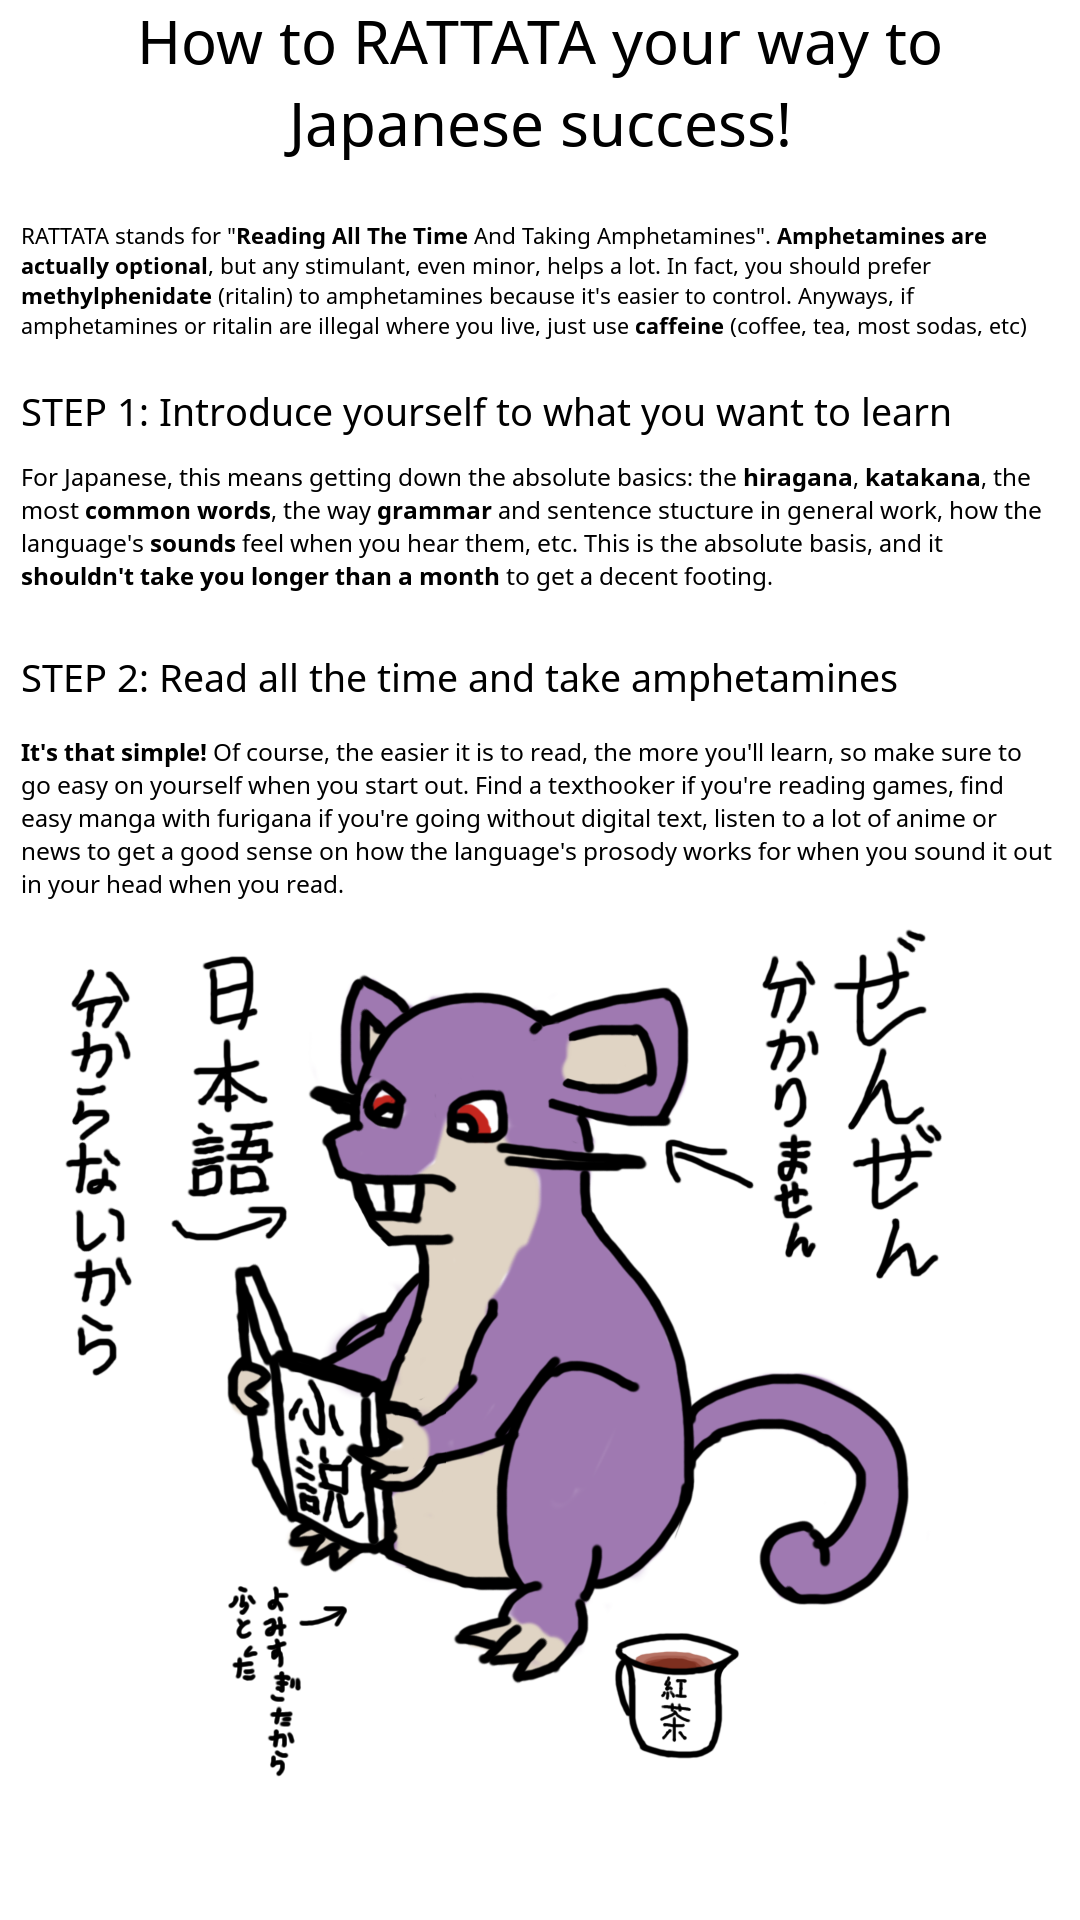 How to RATTATA your way to
Japanese success!
RATTATA stands for "Reading All The Time And Taking Amphetamines". Amphetamines are
actually optional, but any stimulant, even minor, helps a lot. In fact, you should prefer
methylphenidate (ritalin) to amphetamines because it's easier to control. Anyways, if
amphetamines or ritalin are illegal where you live, just use caffeine (coffee, tea, most sodas, etc)
STEP 1: Introduce yourself to what you want to learn
For Japanese, this means getting down the absolute basics: the hiragana, katakana, the
most common words, the way grammar and sentence stucture in general work, how the
language's sounds feel when you hear them, etc. This is the absolute basis, and it
shouldn't take you longer than a month to get a decent footing.
STEP 2: Read all the time and take amphetamines
It's that simple! Of course, the easier it is to read, the more you'll learn, so make sure to
go easy on yourself when you start out. Find a texthooker if you're reading games, find
easy manga with furigana if you're going without digital text, listen to a lot of anime or
news to get a good sense on how the language's prosody works for when you sound it out
in your head when you read.
ぜんぜん
分かりません
日本語
分からないから
小説
よみすぎたから
ふとった
紅茶